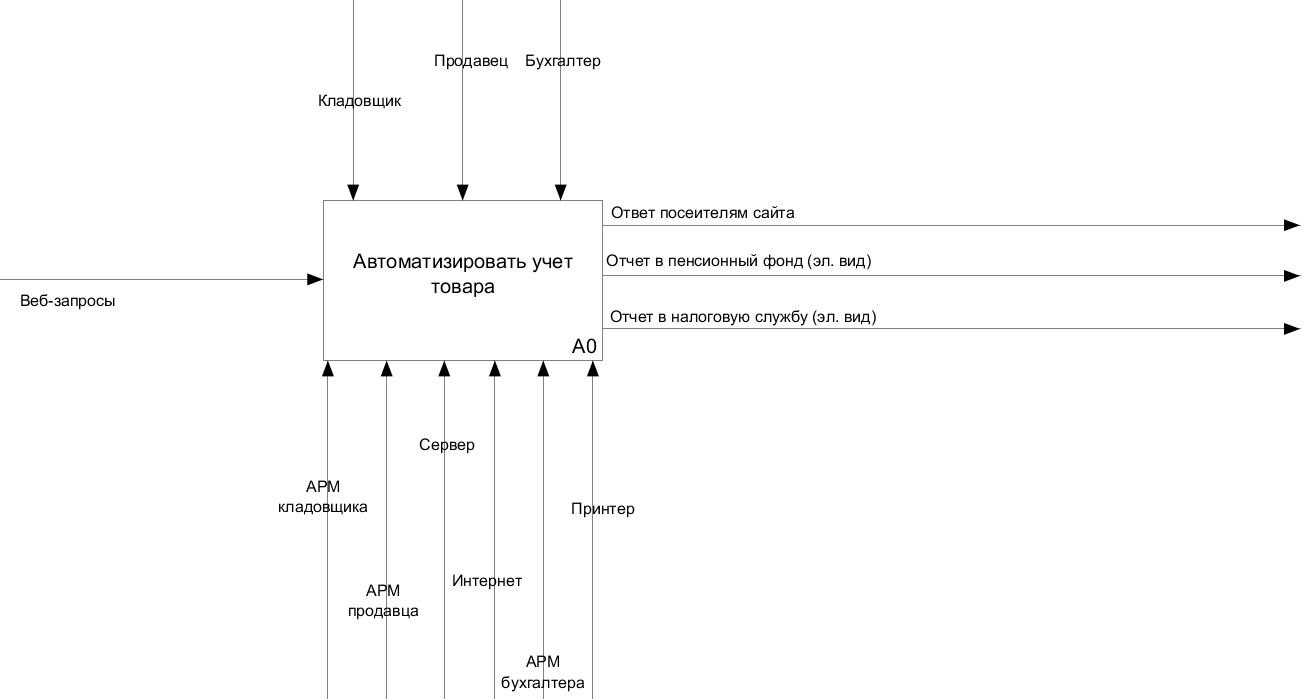 Продавец
Бухгалтер
Кладовщик
Ответ посеителям сайта
Автоматизировать учет
товара
Отчет в пенсионный фонд (эл. вид)
Веб-запросы
Отчет в налоговую службу (эл. вид)
А0
Сервер
АРМ
кладовщика
Принтер
Интернет
АРМ
продавца
АРМ
бухгалтера